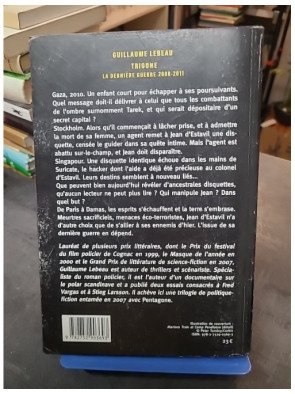 GUILLAUME LEBEAU
TRIGONE
LA DERNIÈRE GUERRE 2008-2011
Gaza, 2010. Un enfant court pour échapper à ses poursuivants.
Quel message doit-il délivrer à celui que tous les combattants
de l'ombre surnomment Tarek, et qui serait dépositaire d'un
secret capital ?
Stockholm. Alors qu'il commençait à lâcher prise, et à admettre
la mort de sa femme, un agent remet à Jean d'Estavil une dis-
quette, censée le guider dans sa quête intime. Mais l'agent est
abattu sur-le-champ, et Jean doit disparaître.
Singapour. Une disquette identique échoue dans les mains de
Suricate, le hacker dont l'aide a déjà été précieuse au colonel
d'Estavil. Leurs destins semblent à nouveau liés...
Que peuvent bien aujourd'hui révéler d'ancestrales disquettes,
qu'aucun lecteur ne peut plus lire ? Qui manipule Jean ? Dans
quel but ?
De Paris à Damas, les esprits s'échauffent et la terre s'embrase.
Meurtres sacrificiels, menaces éco-terroristes, Jean d'Estavil n'a
d'autre choix que de s'allier à ses ennemis d'hier. L'issue de sa
dernière guerre en dépend.
Lauréat de plusieurs prix littéraires, dont le Prix du festival
du film policier de Cognac en 1999, le Masque de l'année en
2000 et le Grand Prix de littérature de science-fiction en 2007,
Guillaume Lebeau est auteur de thrillers et scénariste. Spécia-
liste du roman policier, il est l'auteur d'un documentaire sur
le polar scandinave et a publié deux essais consacrés à Fred
Vargas et à Stieg Larsson. Il achève ici une trilogie de politique-
fiction entamée en 2007 avec Pentagone.
Illustration de couverture :
23 €